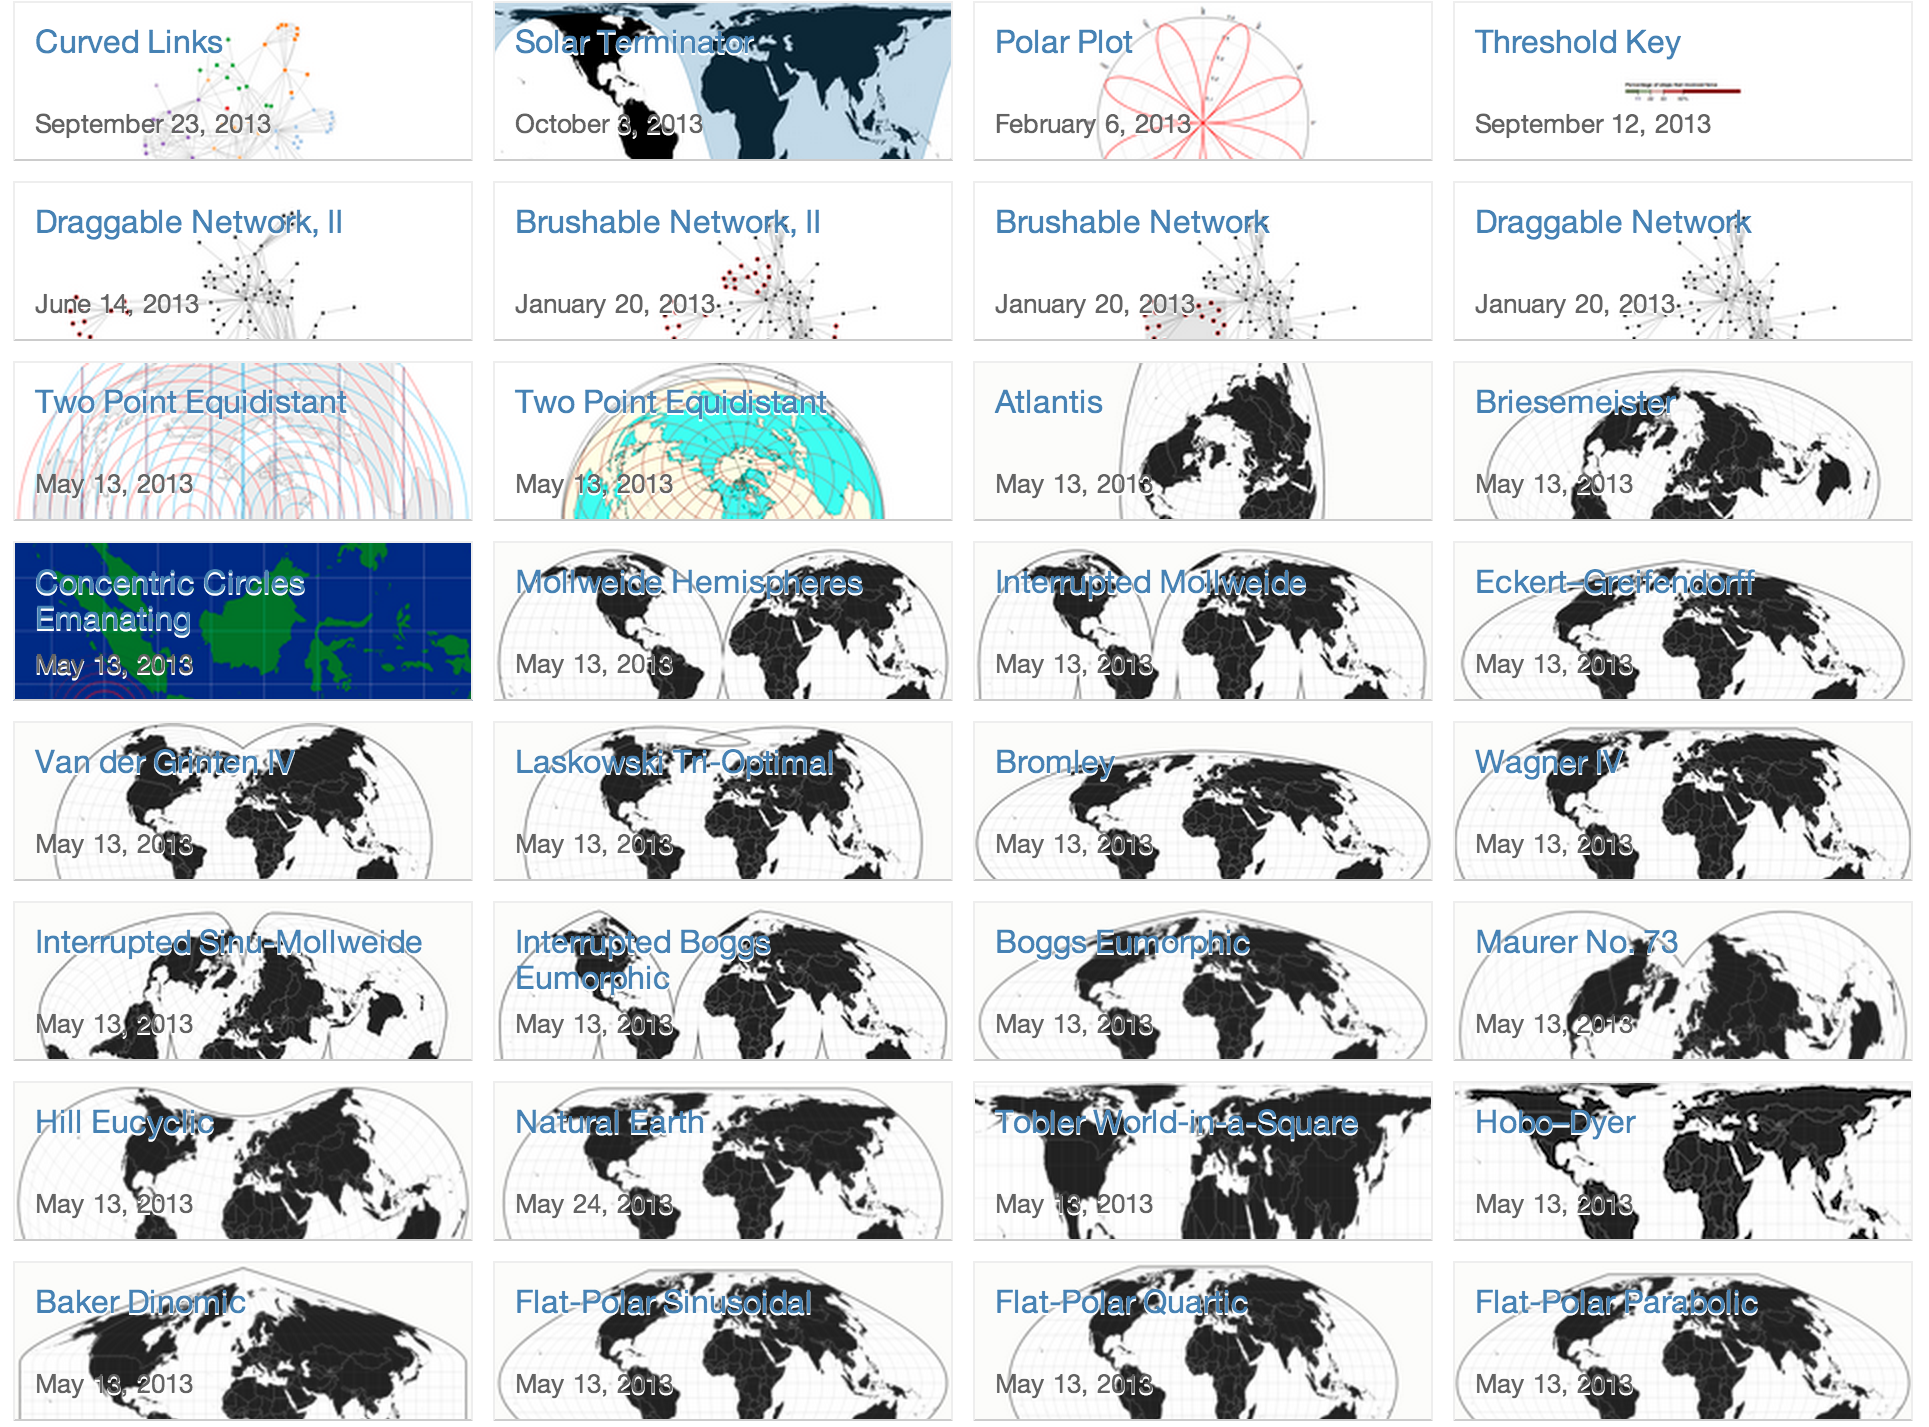 Curved Links
September 23, 2013
Solar Terminator
October 3, 2013
Polar Plot
February 6, 2013
Threshold Key
September 12, 2013
Draggable Network, II
June 14, 2013
Brushable Network, II
January 20, 2013
Brushable Network
January 20, 2013
Draggable Network
January 20, 2013
Two Point Equidistant
May 13, 2013
Two Point Equidistant
May 13, 2013
Atlantis
May 13, 2013
Briesemeister
May 13, 2013
Concentric Circles
Emanating
May 13, 2013
Mollweide Hemispheres
May 13, 2013
Interrupted Mollweide
May 13, 2013
Eckert–Greifendorff
May 13, 2013
Van der Grinten IV
May 13, 2013
Laskowski Tri-Optimal
May 13, 2013
Bromley
May 13, 2013
Wagner IV
May 13, 2013
Interrupted Sinu-Mollweide
May 13, 2013
Interrupted Boggs
Eumorphic
May 13, 2013
Boggs Eumorphic
May 13, 2013
Maurer No. 73
May 13, 2013
Hill Eucyclic
May 13, 2013
Natural Earth
May 24, 2013
Tobler World-in-a-Square
May 13, 2013
Hobo–Dyer
May 13, 2013
Baker Dinomic
May 13, 2013
Flat-Polar Sinusoidal
May 13, 2013
Flat-Polar Quartic
May 13, 2013
Flat-Polar Parabolic
May 13, 2013